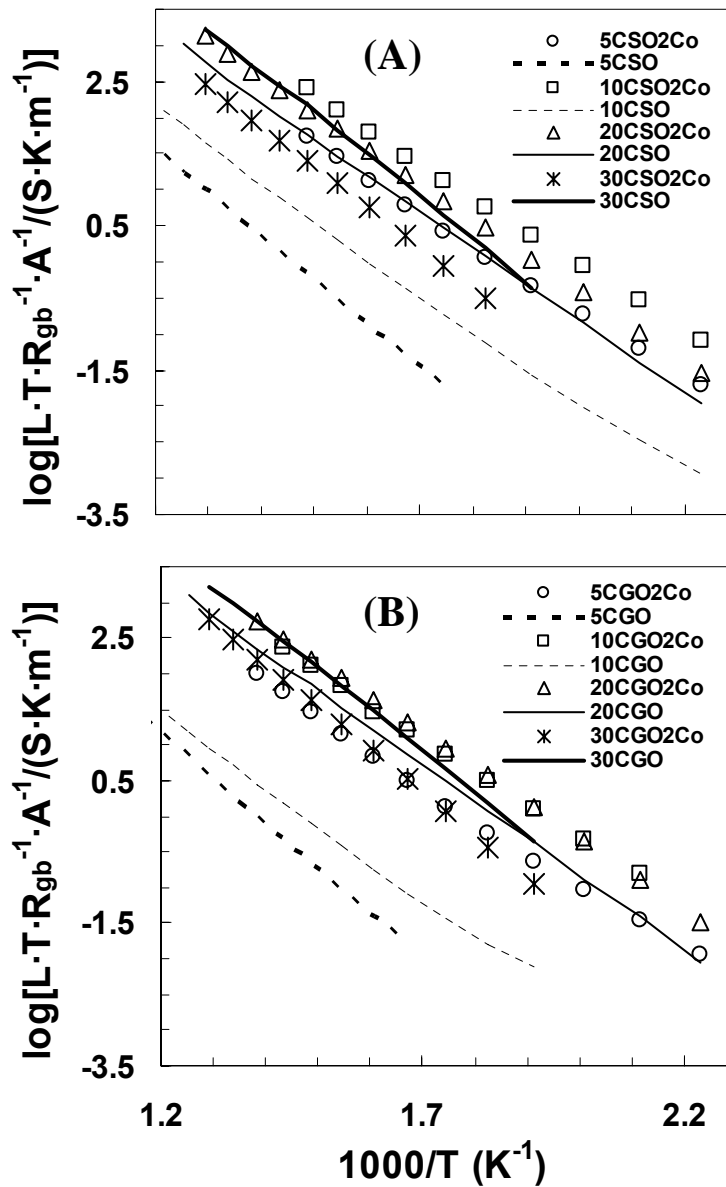 (A)
5CSO2Co
5CSO
10CSO2Co
10CSO
20CSO2Co
20CSO
30CSO2Co
30CSO
2.5
0.5
-1.5
-3.5
log[L·T·R_gb^-1·A^-1/(S·K·m^-1)]
(B)
5CGO2Co
5CGO
10CGO2Co
10CGO
20CGO2Co
20CGO
30CGO2Co
30CGO
2.5
0.5
-1.5
-3.5
log[L·T·R_gb^-1·A^-1/(S·K·m^-1)]
1.2 1.7 2.2
1000/T (K^-1)